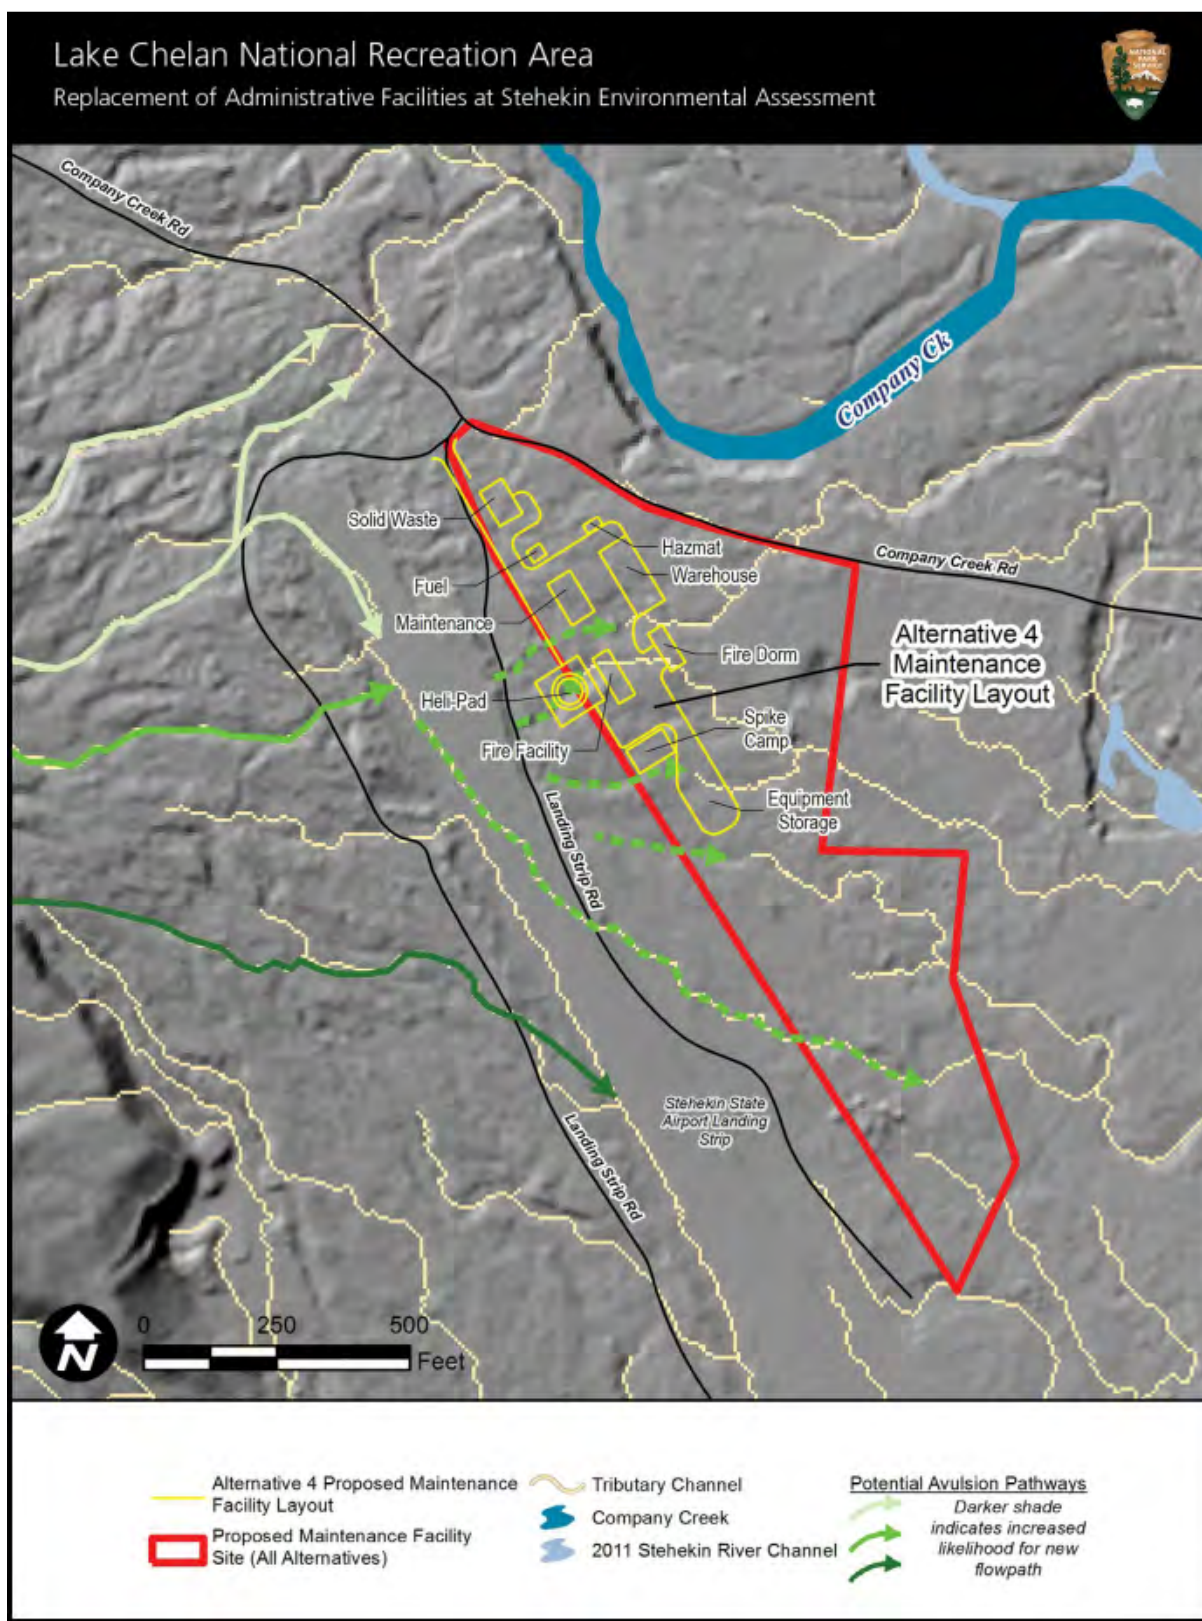 Lake Chelan National Recreation Area
Replacement of Administrative Facilities at Stehekin Environmental Assessment
NATIONAL
PARK
SERVICE
Company Creek Rd
Company Ck
Solid Waste
Hazmat
Warehouse
Company Creek Rd
Fuel
Maintenance
Alternative 4
Maintenance
Facility Layout
Fire Dorm
Heli-Pad
Spike
Camp
Fire Facility
Equipment
Storage
Landing Strip Rd
Stehekin State
Airport Landing
Strip
Landing Strip Rd
N
0 250 500
Feet
Alternative 4 Proposed Maintenance
Facility Layout
Proposed Maintenance Facility
Site (All Alternatives)
Tributary Channel
Company Creek
2011 Stehekin River Channel
Potential Avulsion Pathways
Darker shade
indicates increased
likelihood for new
flowpath